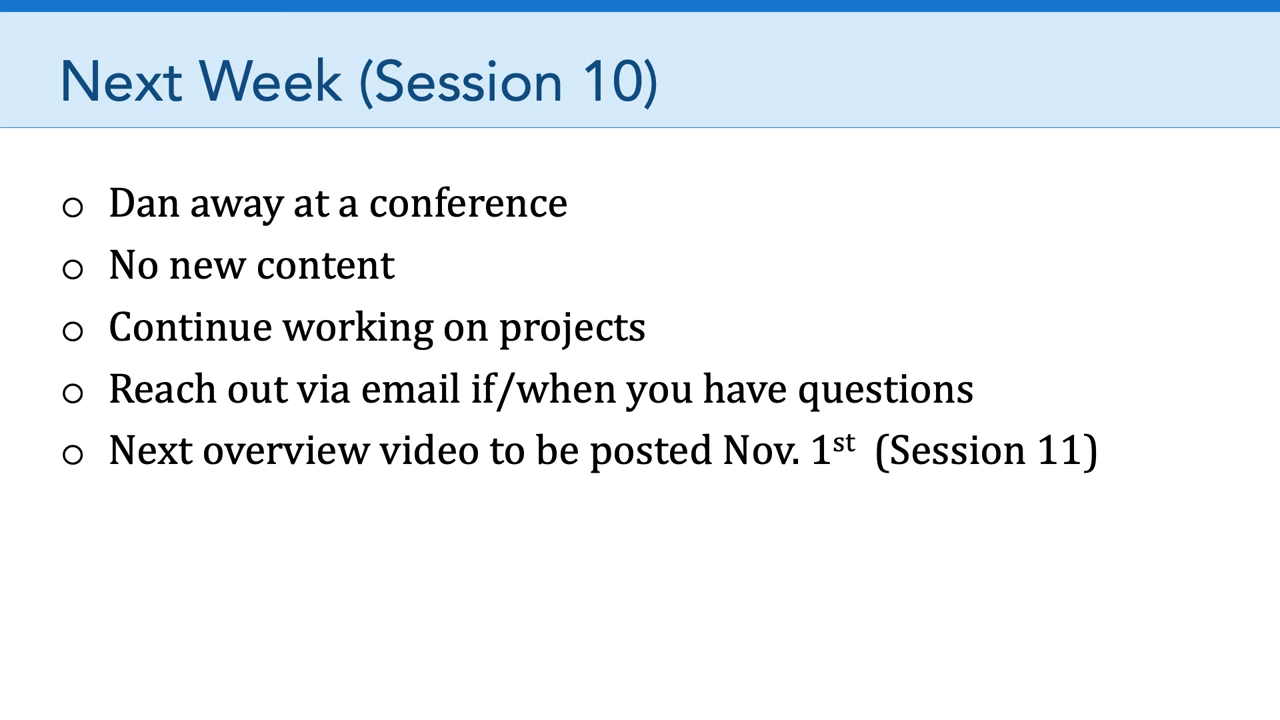 Next Week (Session 10)
○ Dan away at a conference
○ No new content
○ Continue working on projects
○ Reach out via email if/when you have questions
○ Next overview video to be posted Nov. 1st (Session 11)